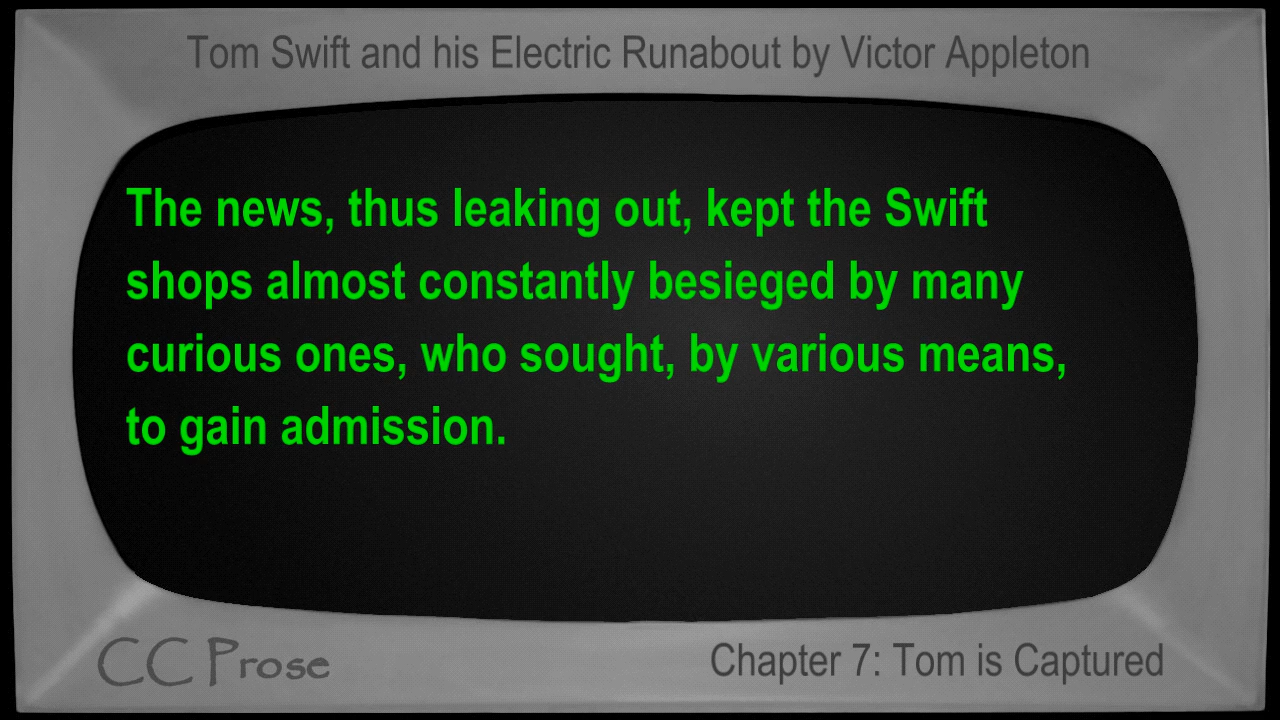 Tom Swift and his Electric Runabout by Victor Appleton
The news, thus leaking out, kept the Swift
shops almost constantly besieged by many
curious ones, who sought, by various means,
to gain admission.
CC Prose
Chapter 7: Tom is Captured